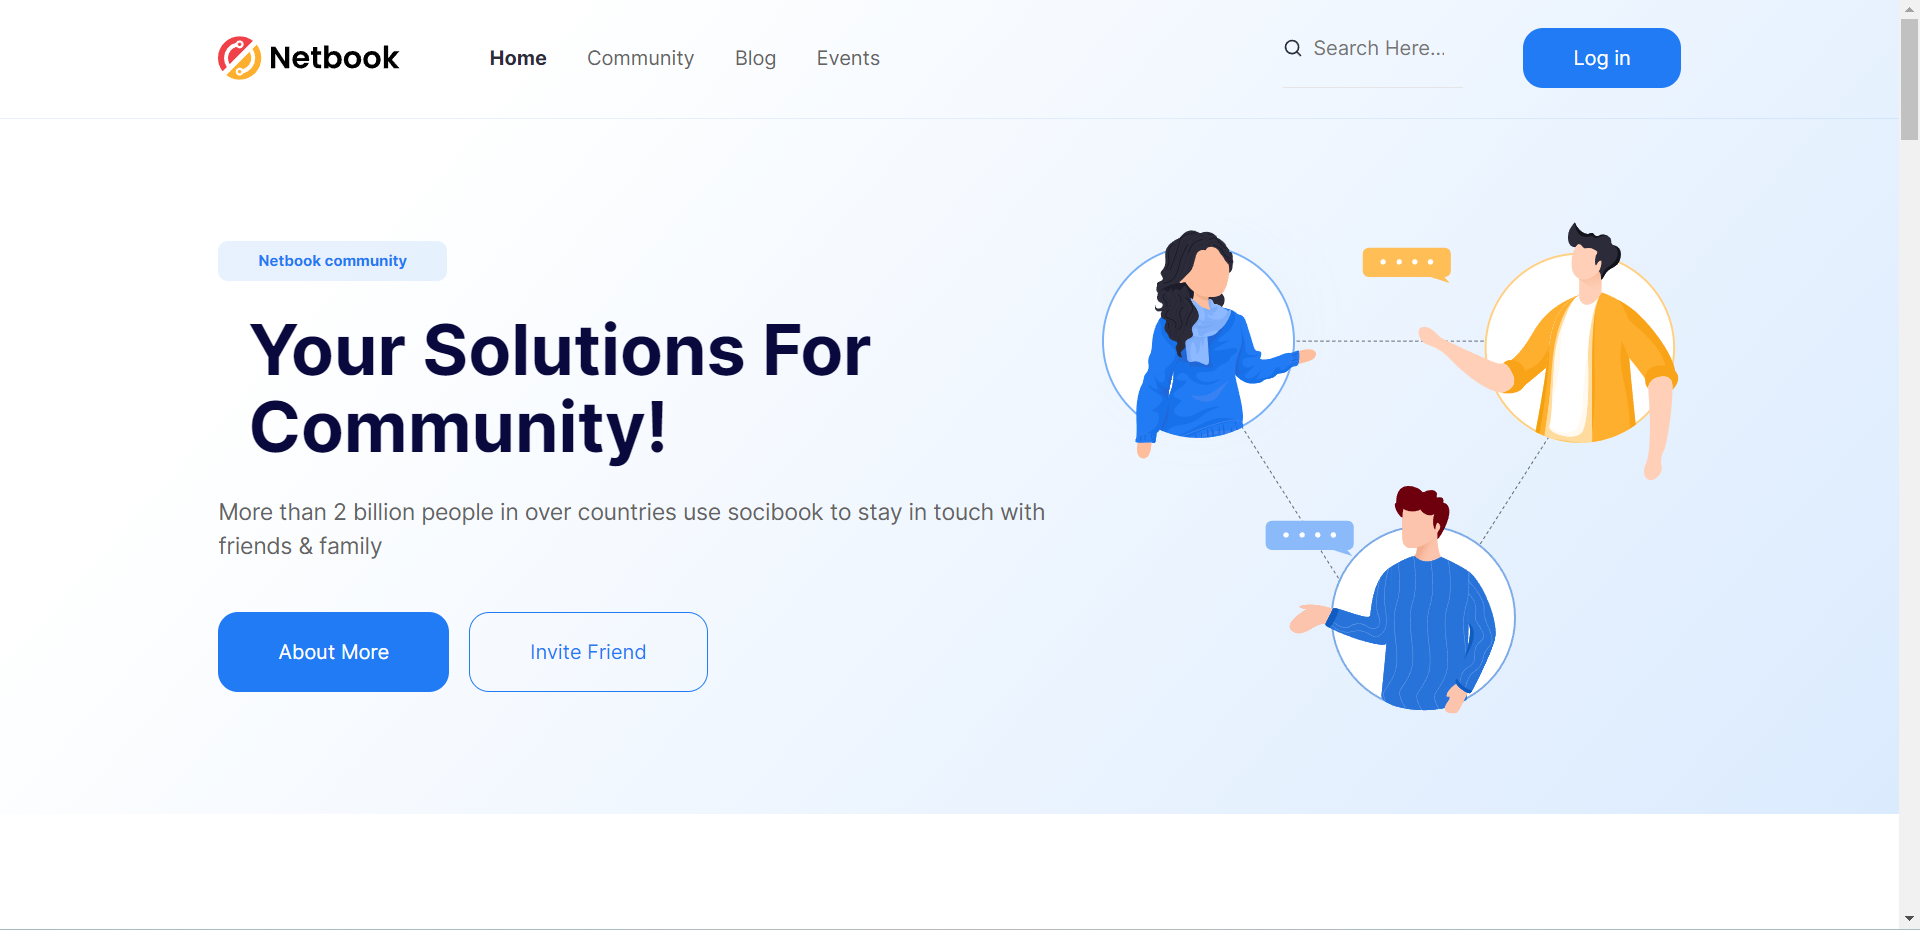 Netbook
Home
Community
Blog
Events
Search Here...
Log in
Netbook community
Your Solutions For
Community!
More than 2 billion people in over countries use socibook to stay in touch with
friends & family
About More
Invite Friend